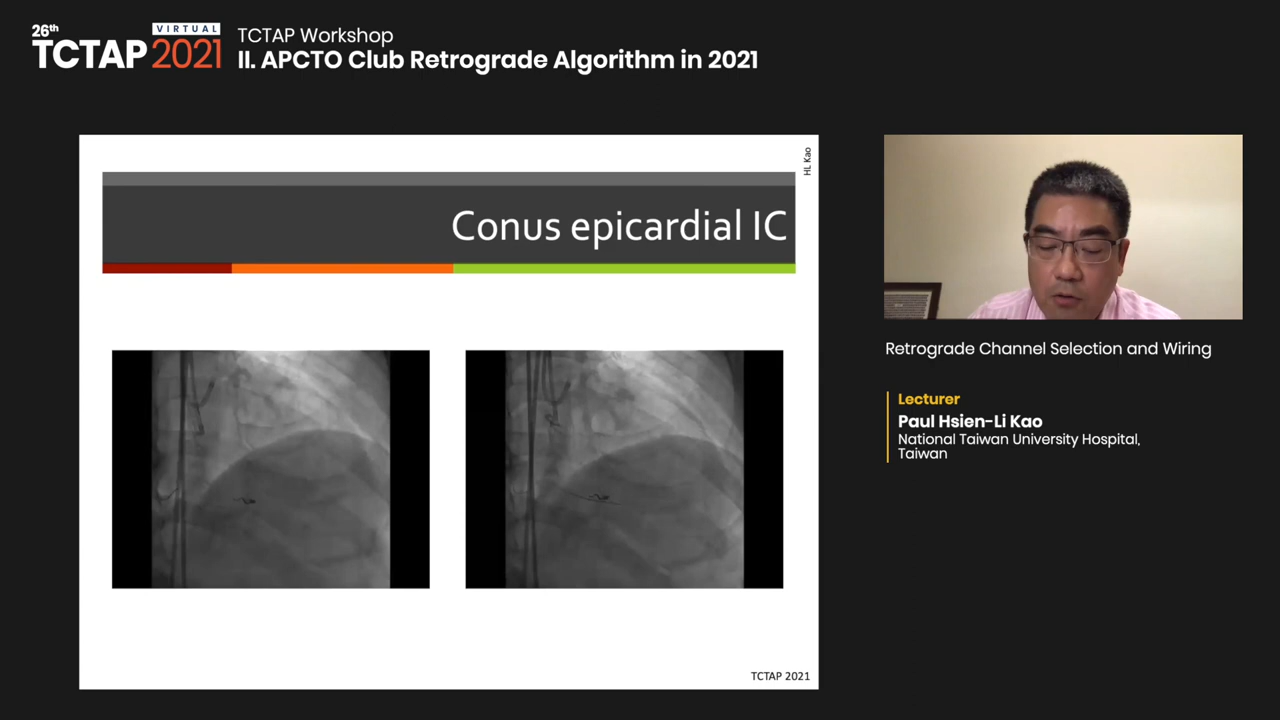 26th
VIRTUAL
TCTAP 2021
TCTAP Workshop
II. APCTO Club Retrograde Algorithm in 2021
HL Kao
Conus epicardial IC
TCTAP 2021
Retrograde Channel Selection and Wiring
Lecturer
Paul Hsien-Li Kao
National Taiwan University Hospital,
Taiwan